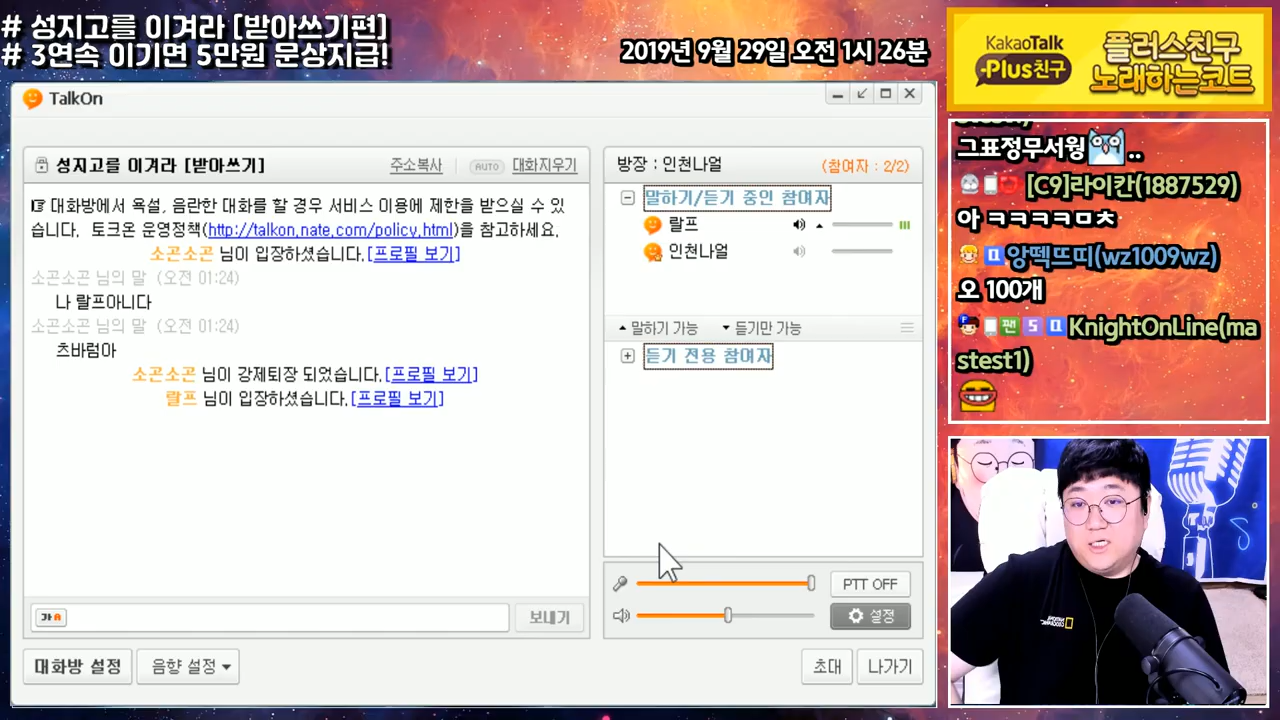 # 성지고를 이겨라 [받아쓰기편]
# 3연속 이기면 5만원 문상지급!
2019년 9월 29일 오전 1시 26분
KakaoTalk
Plus친구
플러스친구
노래하는코트
TalkOn
성지고를 이겨라 [받아쓰기]
주소복사
AUTO
대화지우기
☞ 대화방에서 욕설, 음란한 대화를 할 경우 서비스 이용에 제한을 받으실 수 있
습니다. 토크온 운영정책(http://talkon.nate.com/policy.html)을 참고하세요.
소곤소곤 님이 입장하셨습니다.[프로필 보기]
소곤소곤 님의 말 (오전 01:24)
나 랄프아니다
소곤소곤 님의 말 (오전 01:24)
츠바럼아
소곤소곤 님이 강제퇴장 되었습니다.[프로필 보기]
랄프 님이 입장하셨습니다.[프로필 보기]
가
보내기
대화방 설정
음향 설정
방장 : 인천나얼
(참여자 : 2/2)
말하기/듣기 중인 참여자
랄프
인천나얼
말하기 가능
듣기만 가능
듣기 전용 참여자
PTT OFF
설정
초대
나가기
그표정무서웡 ..
[C9]라이칸(1887529)
아 ㅋㅋㅋㅋㅁㅊ
앙떽뜨띠(wz1009wz)
오 100개
팬 5 KnightOnLine(ma
stest1)